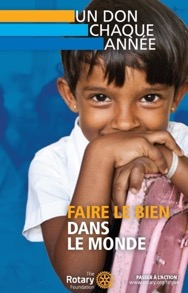 UN DON
CHAQUE
ANNÉE
FAIRE LE BIEN
DANS
LE MONDE
The
Rotary
Foundation
PASSER À L'ACTION